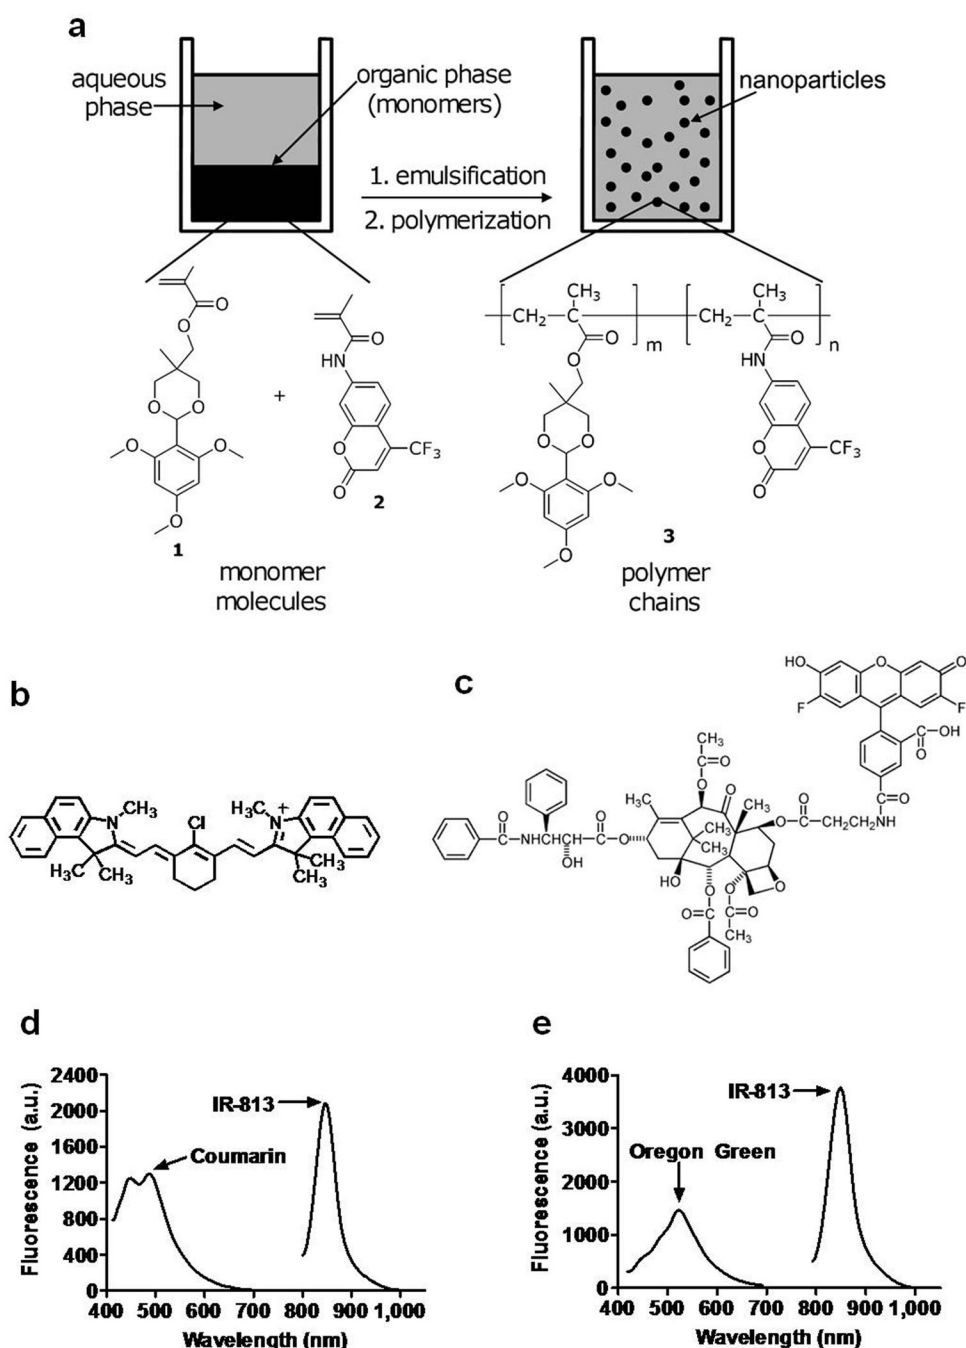 a
aqueous
phase
organic phase
(monomers)
nanoparticles
1. emulsification
2. polymerization
O
O
O
O
O
O
O
1
+
O
HN
O
O
CF3
2
monomer
molecules
CH3
CH2
C
O
O
m
O
O
O
O
O
CH3
CH2
C
O
n
HN
O
O
CF3
3
polymer
chains
b
CH3
N
Cl
H3C
N
+
H3C
CH3
CH3
H3C
c
HO
O
O
F
F
C
OH
O
C
O
NH
CH3
C
O
O
O
H3C
CH3
O
C
CH2CH2
O
CH3
CH3
O
C
NH
CH
CH
C
O
OH
O
HO
O
O
O
O
C
C
O
CH3
d
2400
2000
1600
1200
800
400
0
400 500 600 700 800 900 1,000
Fluorescence (a.u.)
IR-813
Coumarin
Wavelength (nm)
e
4000
3000
2000
1000
0
400 500 600 700 800 900 1,000
Fluorescence (a.u.)
IR-813
Oregon Green
Wavelength (nm)